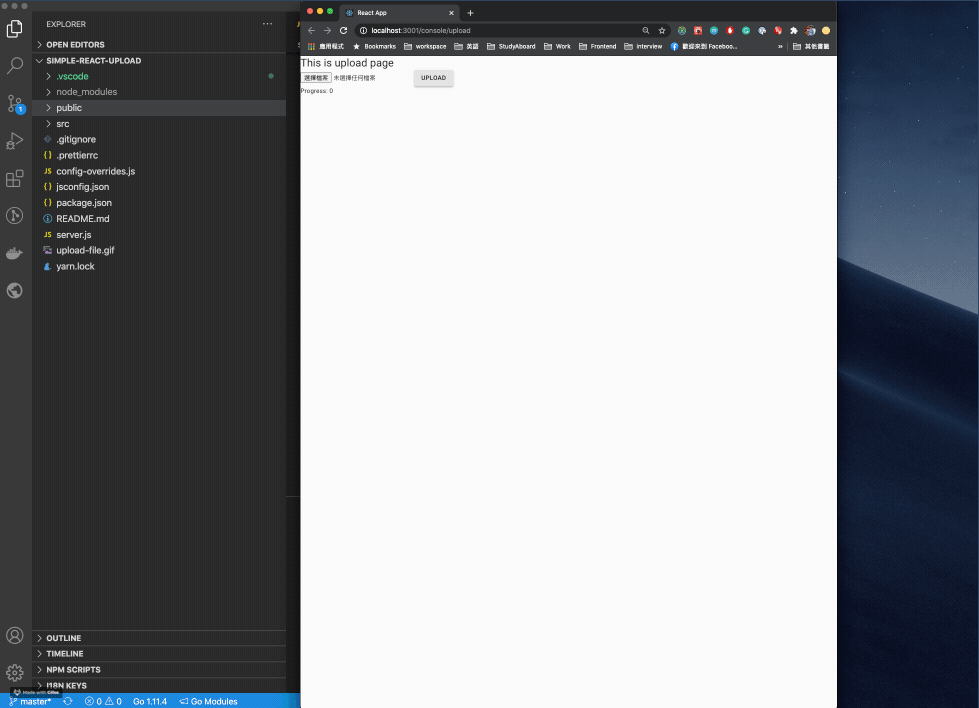 EXPLORER
OPEN EDITORS
SIMPLE-REACT-UPLOAD
.vscode
node_modules
public
src
.gitignore
.prettierrc
config-overrides.js
jsconfig.json
package.json
README.md
server.js
upload-file.gif
yarn.lock
OUTLINE
TIMELINE
NPM SCRIPTS
I18N KEYS
Made with Gifox
master* 0 0 Go 1.11.4 Go Modules
1
React App
localhost:3001/console/upload
應用程式 Bookmarks workspace 英語 StudyAboard Work Frontend interview 歡迎來到 Faceboo... » 其他書籤
This is upload page
選擇檔案 未選擇任何檔案 UPLOAD
Progress: 0